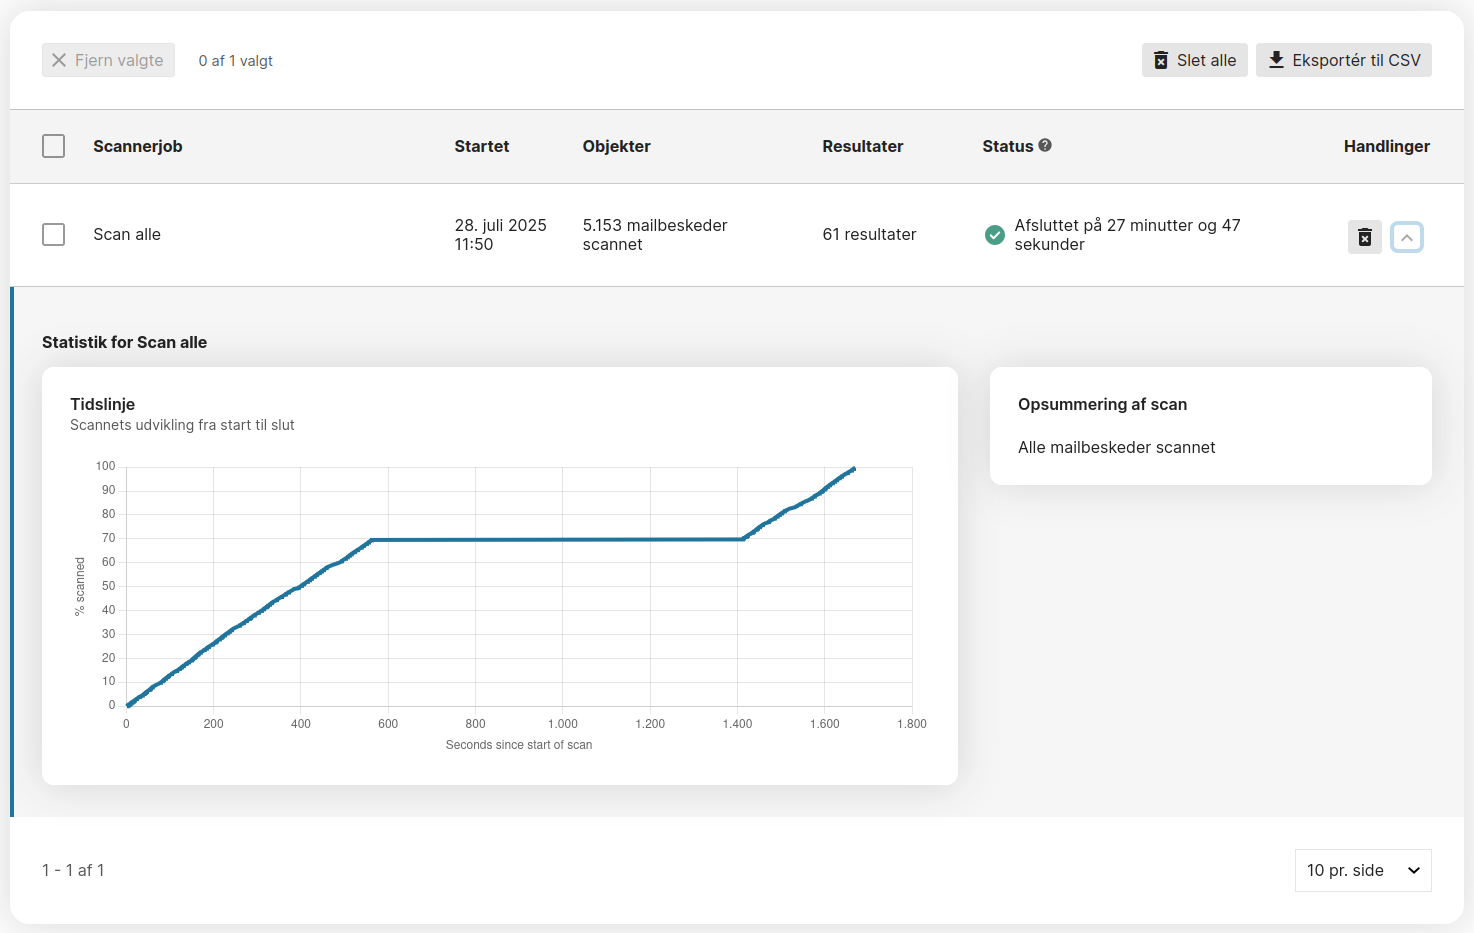 Fjern valgte
0 af 1 valgt
Slet alle
Eksportér til CSV
Scannerjob
Startet
Objekter
Resultater
Status
Handlinger
Scan alle
28. juli 2025
11:50
5.153 mailbeskeder
scannet
61 resultater
Afsluttet på 27 minutter og 47
sekunder
Statistik for Scan alle
Tidslinje
Scannets udvikling fra start til slut
100
90
80
70
60
50
40
30
20
10
0
% scanned
0
200
400
600
800
1.000
1.200
1.400
1.600
1.800
Seconds since start of scan
Opsummering af scan
Alle mailbeskeder scannet
1 - 1 af 1
10 pr. side